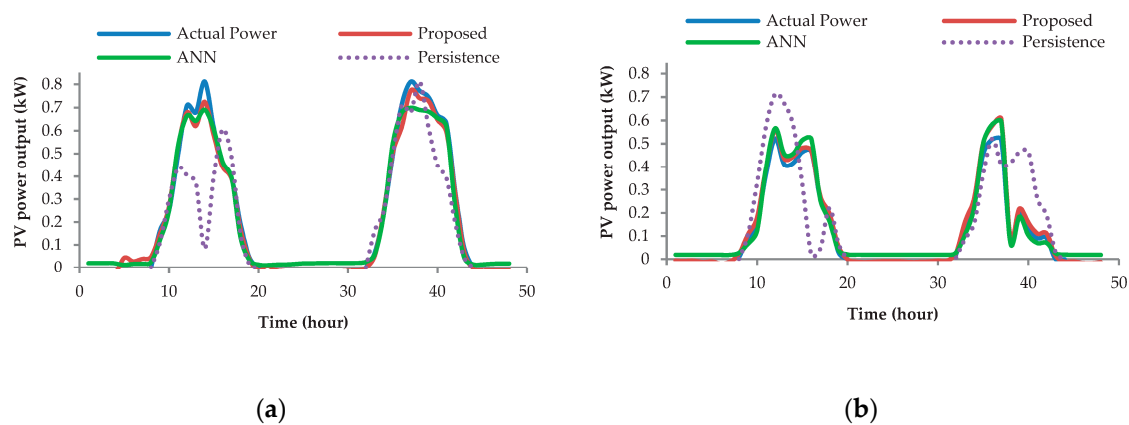 Actual Power
Proposed
ANN
Persistence
0.8
0.7
0.6
0.5
0.4
0.3
0.2
0.1
0
PV power output (kW)
0 10 20 30 40 50
Time (hour)
(a)
Actual Power
Proposed
ANN
Persistence
0.8
0.7
0.6
0.5
0.4
0.3
0.2
0.1
0
PV power output (kW)
0 10 20 30 40 50
Time (hour)
(b)